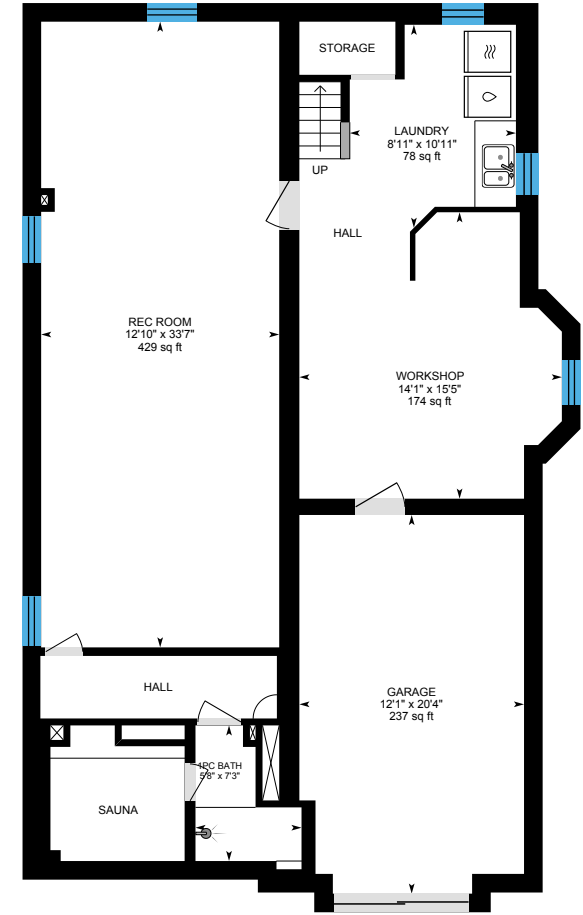 STORAGE
LAUNDRY
8'11" x 10'11"
78 sq ft
UP
HALL
REC ROOM
12'10" x 33'7"
429 sq ft
WORKSHOP
14'1" x 15'5"
174 sq ft
HALL
GARAGE
12'1" x 20'4"
237 sq ft
1PC BATH
5'8" x 7'3"
SAUNA